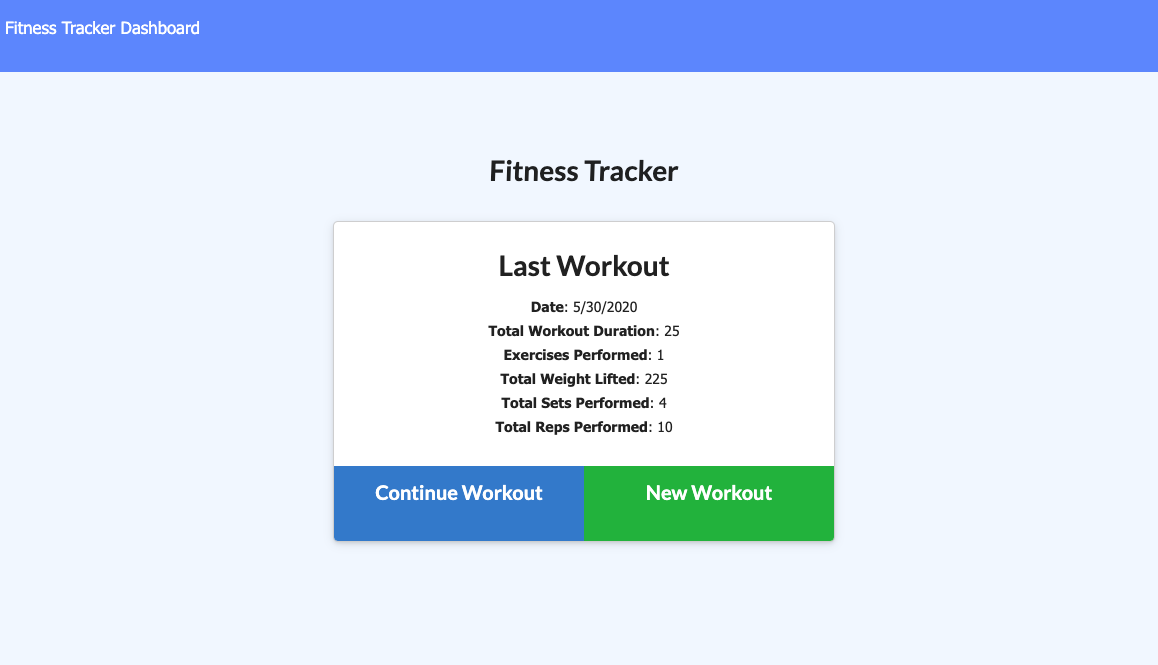 Fitness Tracker Dashboard
Fitness Tracker
Last Workout
Date: 5/30/2020
Total Workout Duration: 25
Exercises Performed: 1
Total Weight Lifted: 225
Total Sets Performed: 4
Total Reps Performed: 10
Continue Workout
New Workout